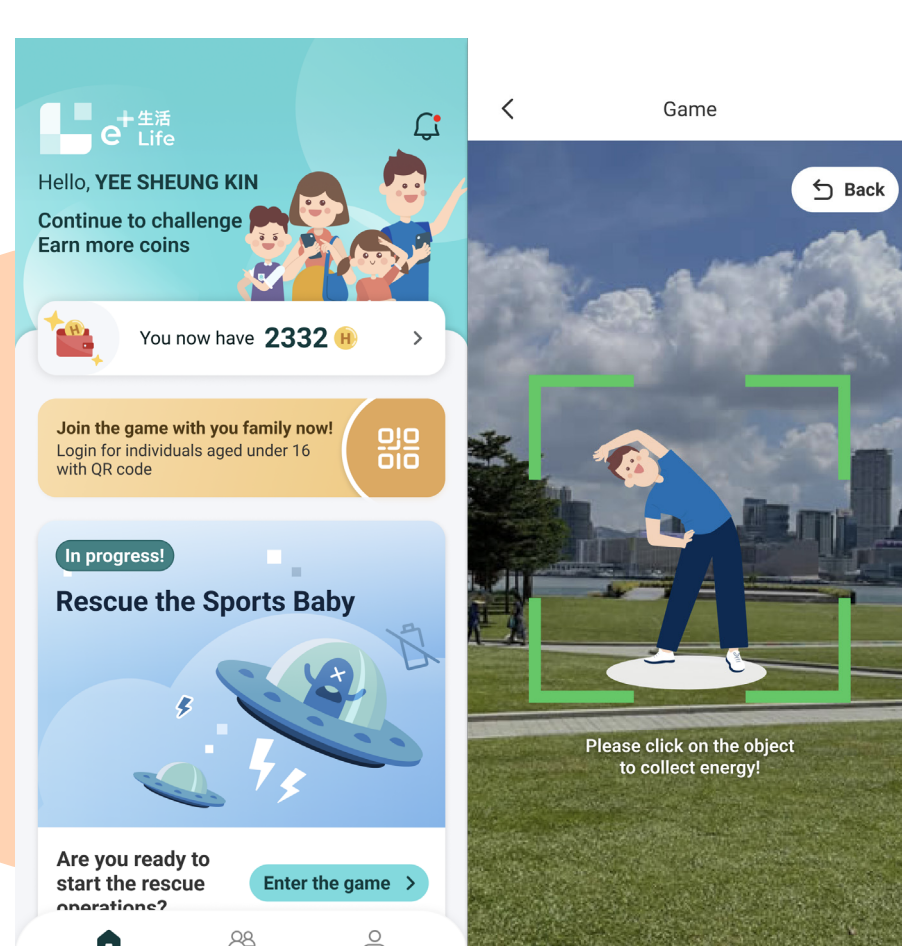 e+ 生活
Life
Hello, YEE SHEUNG KIN
Continue to challenge
Earn more coins
H
You now have 2332 H
Join the game with you family now!
Login for individuals aged under 16
with QR code
In progress!
Rescue the Sports Baby
Are you ready to
start the rescue
operations?
Enter the game
Game
Back
Please click on the object
to collect energy!